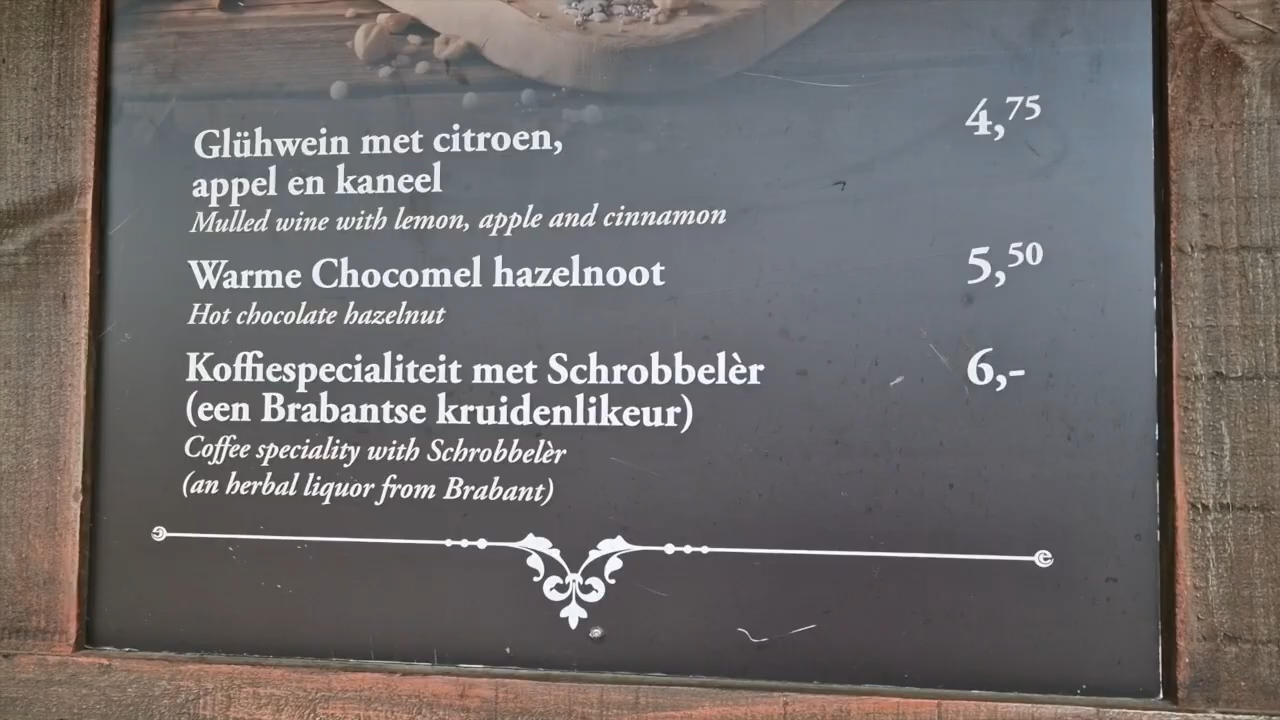 Glühwein met citroen, 4,75
appel en kaneel
Mulled wine with lemon, apple and cinnamon
Warme Chocomel hazelnoot 5,50
Hot chocolate hazelnut
Koffiespecialiteit met Schrobbelèr 6,-
(een Brabantse kruidenlikeur)
Coffee speciality with Schrobbelèr
(an herbal liquor from Brabant)